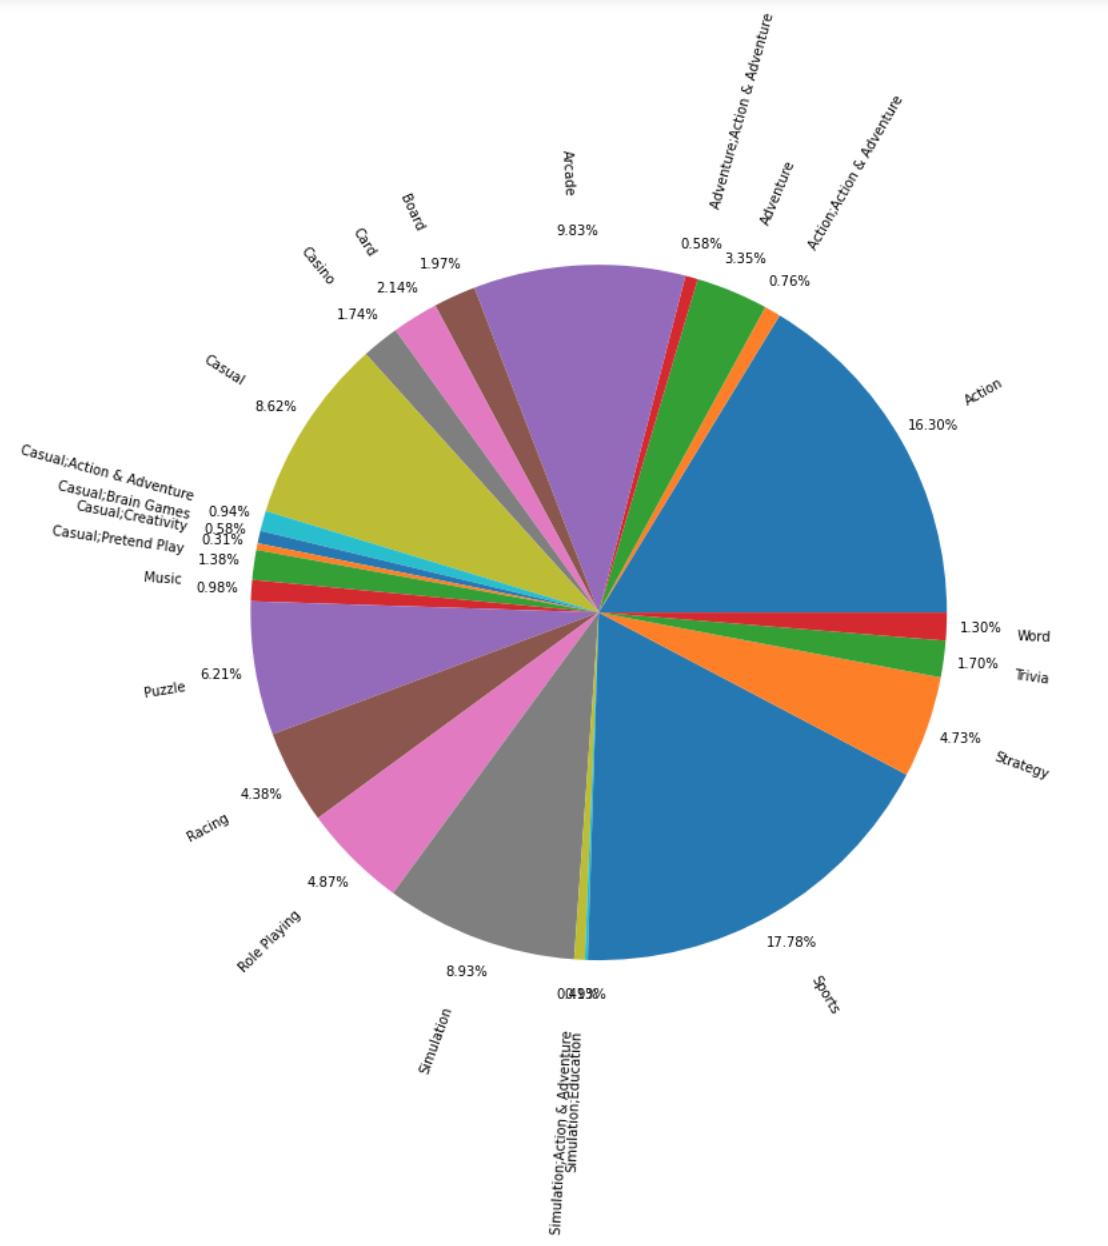 Adventure;Action & Adventure
Action;Action & Adventure
Adventure
Arcade
Board
Card
Casino
9.83%
0.58%
3.35%
0.76%
1.97%
2.14%
1.74%
Action
16.30%
Casual
8.62%
Casual;Action & Adventure
0.94%
Casual;Brain Games
0.58%
Casual;Creativity
0.31%
Casual;Pretend Play
1.38%
Music
0.98%
Puzzle
6.21%
1.30%
Word
1.70%
Trivia
4.73%
Strategy
4.38%
Racing
4.87%
Role Playing
8.93%
Simulation
17.78%
Sports
Simulation;Action & Adventure
Simulation;Education